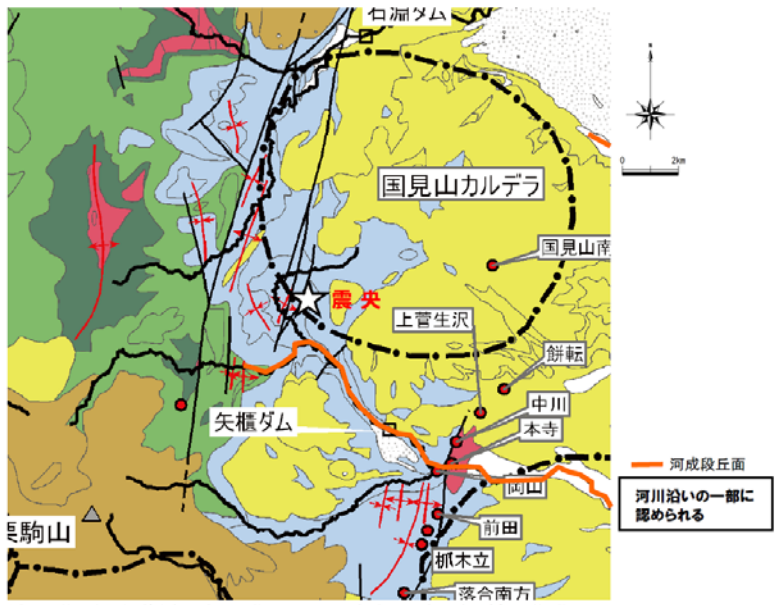 石淵ダム
国見山カルデラ
0
2km
国見山南
震央
上菅生沢
餅転
中川
矢櫃ダム
本寺
岡山
河成段丘面
河川沿いの一部に
認められる
前田
栗駒山
栃木立
落合南方